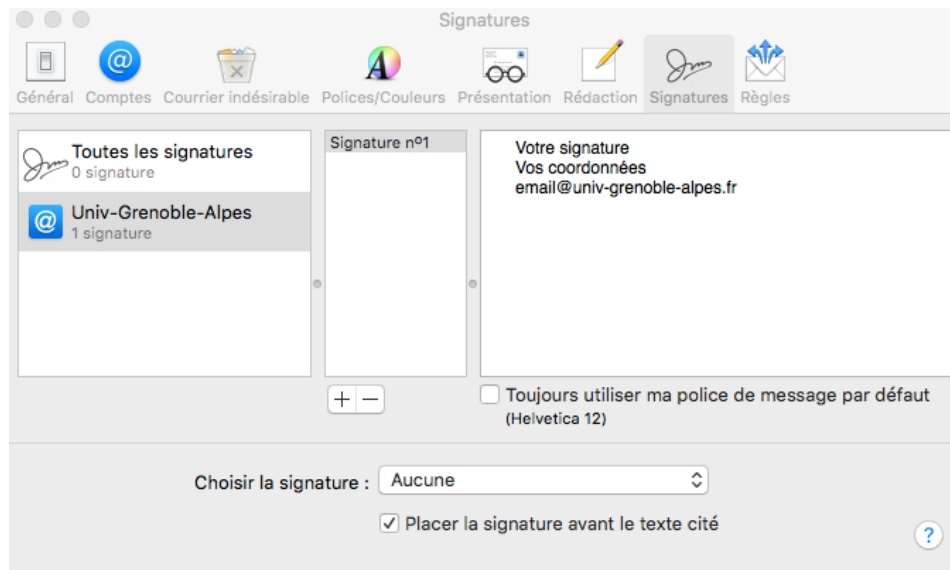 Signatures
Général Comptes Courrier indésirable Polices/Couleurs Présentation Rédaction Signatures Règles
Toutes les signatures
0 signature
Univ-Grenoble-Alpes
1 signature
Signature nº1
Votre signature
Vos coordonnées
email@univ-grenoble-alpes.fr
Toujours utiliser ma police de message par défaut
(Helvetica 12)
Choisir la signature : Aucune
Placer la signature avant le texte cité
?